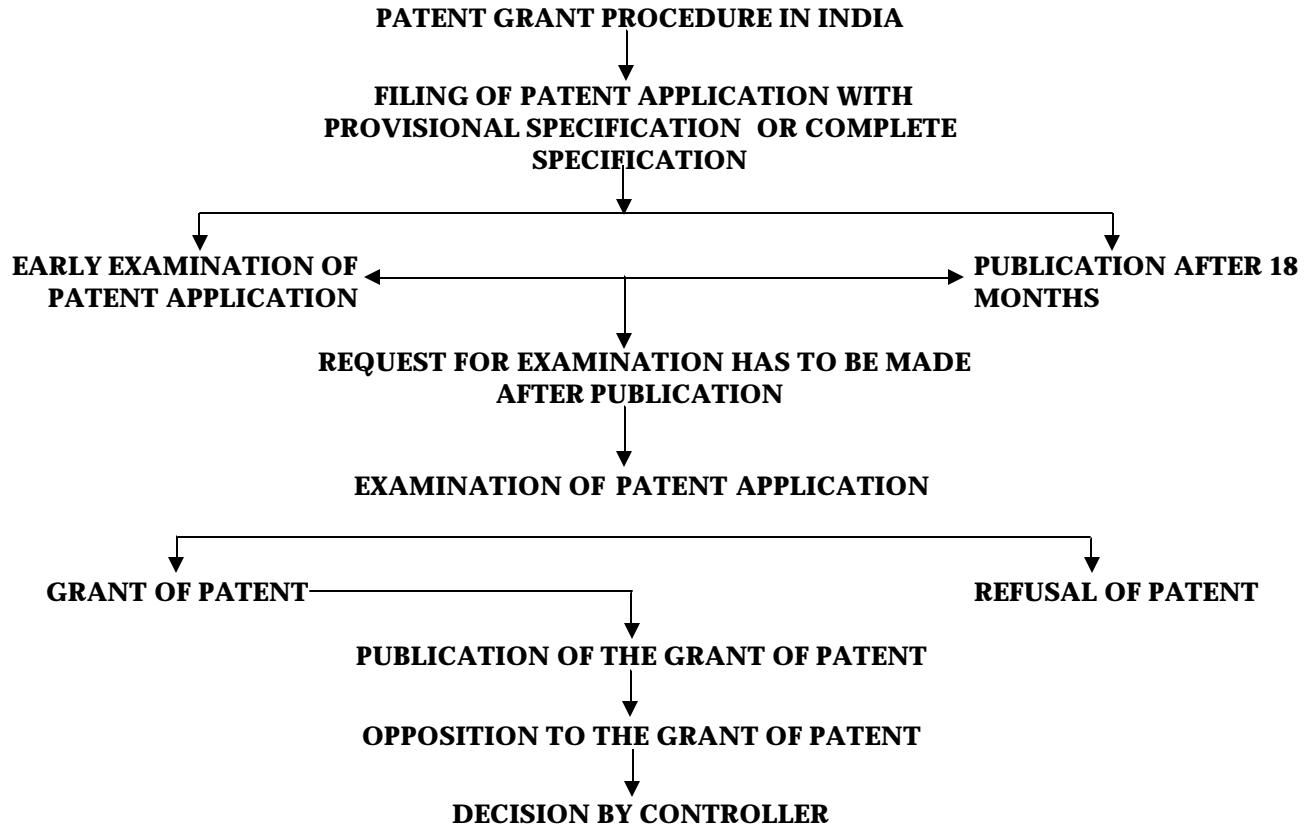 PATENT GRANT PROCEDURE IN INDIA
FILING OF PATENT APPLICATION WITH
PROVISIONAL SPECIFICATION OR COMPLETE
SPECIFICATION
EARLY EXAMINATION OF
PATENT APPLICATION
PUBLICATION AFTER 18
MONTHS
REQUEST FOR EXAMINATION HAS TO BE MADE
AFTER PUBLICATION
EXAMINATION OF PATENT APPLICATION
GRANT OF PATENT
REFUSAL OF PATENT
PUBLICATION OF THE GRANT OF PATENT
OPPOSITION TO THE GRANT OF PATENT
DECISION BY CONTROLLER